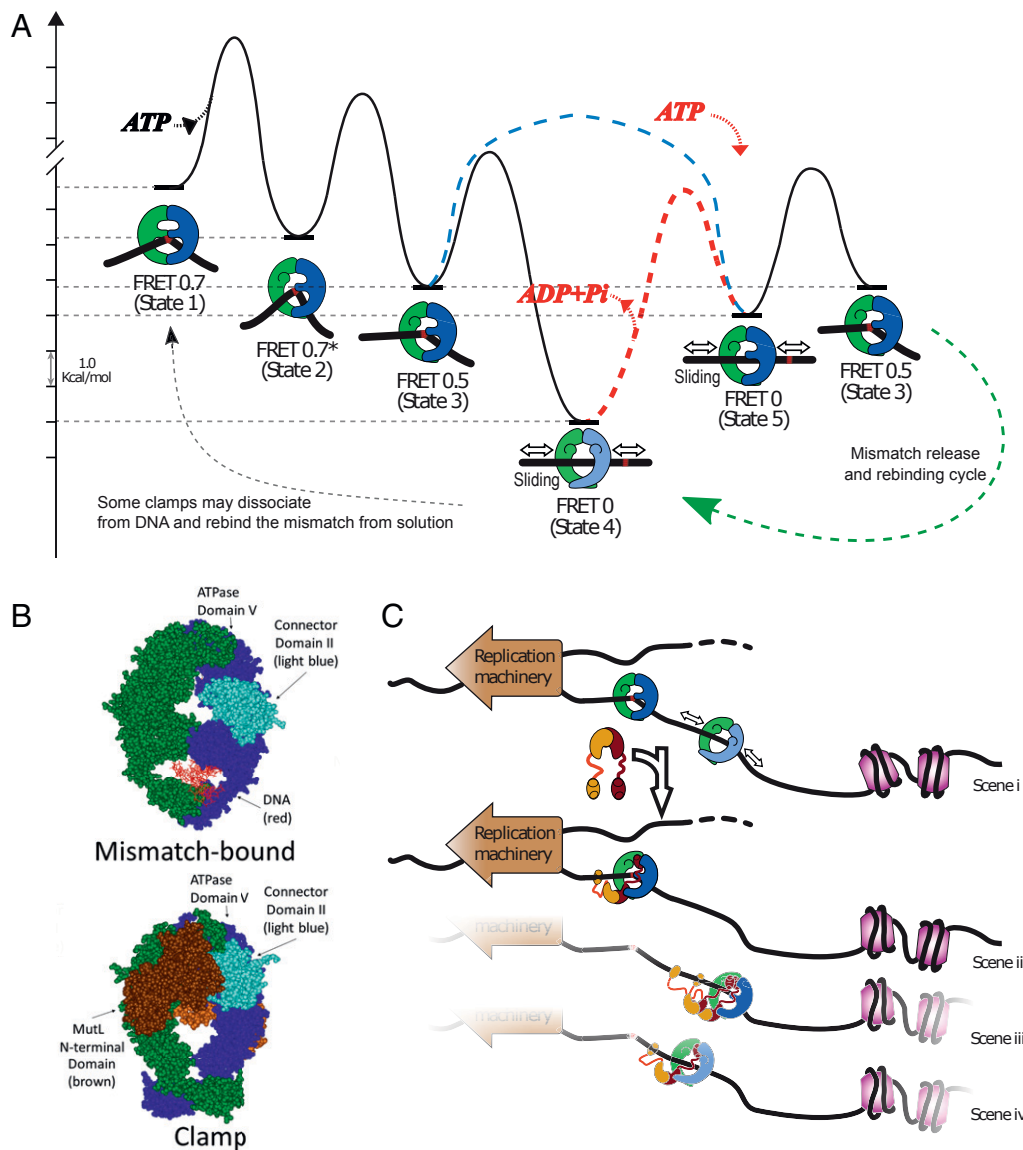 A
ATP
ATP
ADP+Pi
FRET 0.7
(State 1)
FRET 0.7*
(State 2)
FRET 0.5
(State 3)
1.0
Kcal/mol
Sliding
FRET 0
(State 5)
FRET 0.5
(State 3)
Sliding
FRET 0
(State 4)
Mismatch release
and rebinding cycle
Some clamps may dissociate
from DNA and rebind the mismatch from solution
B
ATPase
Domain V
Connector
Domain II
(light blue)
DNA
(red)
Mismatch-bound
ATPase
Domain V
Connector
Domain II
(light blue)
MutL
N-terminal
Domain
(brown)
Clamp
C
Replication
machinery
Scene i
Replication
machinery
Scene ii
machinery
Scene iii
machinery
Scene iv